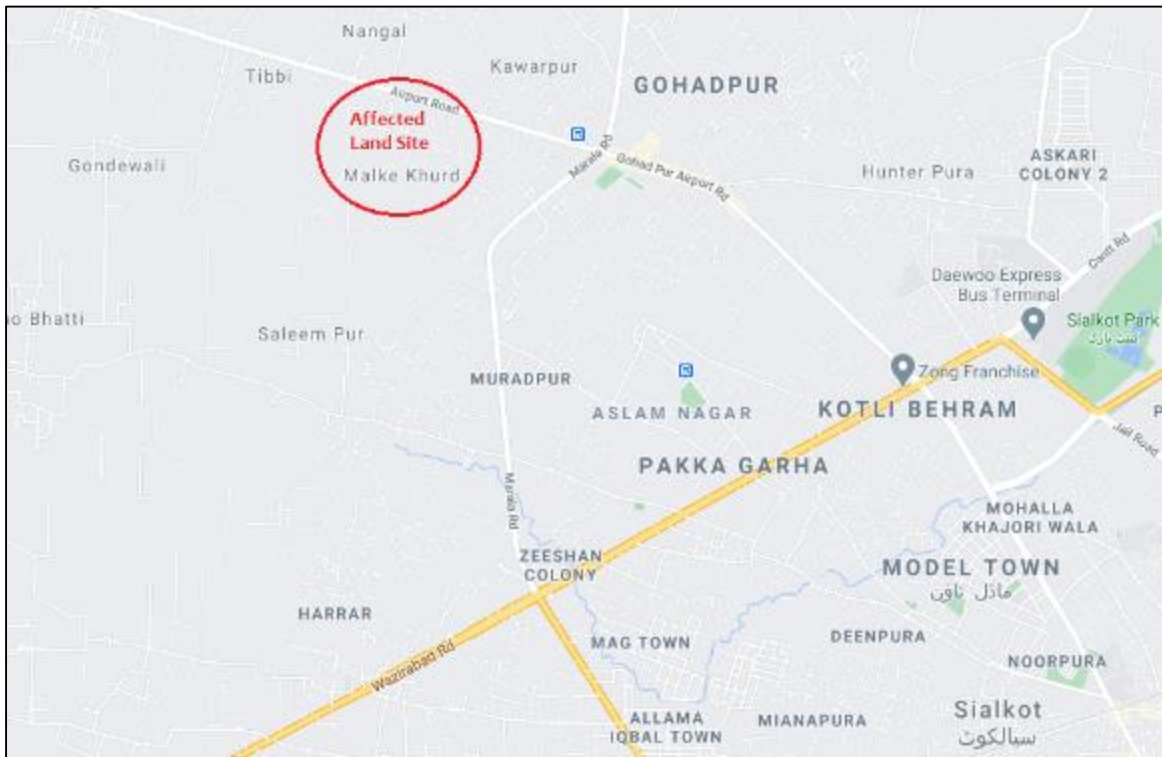 Nangal
Kawarpur
Tibbi
GOHADPUR
Airport Road
Affected
Land Site
Malke Khurd
Gondewali
Marala Rd
Gohad Pur Airport Rd
Hunter Pura
ASKARI
COLONY 2
Cantt Rd
Daewoo Express
Bus Terminal
Sialkot Park
o Bhatti
Saleem Pur
MURADPUR
ASLAM NAGAR
Zong Franchise
KOTLI BEHRAM
P
Jail Road
PAKKA GARHA
Marala Rd
MOHALLA
KHAJORI WALA
ZEESHAN
COLONY
MODEL TOWN
ماڈل ٹاؤن
HARRAR
MAG TOWN
DEENPURA
NOORPURA
Wazirabad Rd
ALLAMA
IQBAL TOWN
MIANAPURA
Sialkot
سیالکوٹ